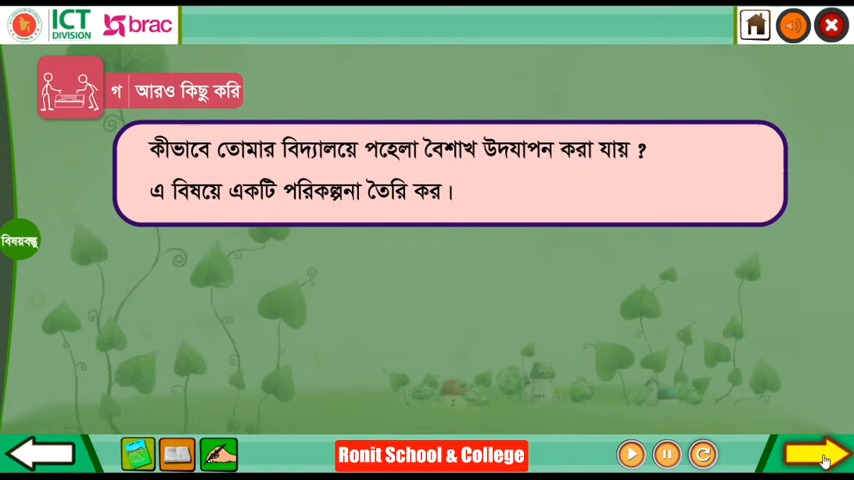 ICT
DIVISION
brac
গ
আরও কিছু করি
কীভাবে তোমার বিদ্যালয়ে পহেলা বৈশাখ উদযাপন করা যায় ?
এ বিষয়ে একটি পরিকল্পনা তৈরি কর।
বিষয়বস্তু
Ronit School & College